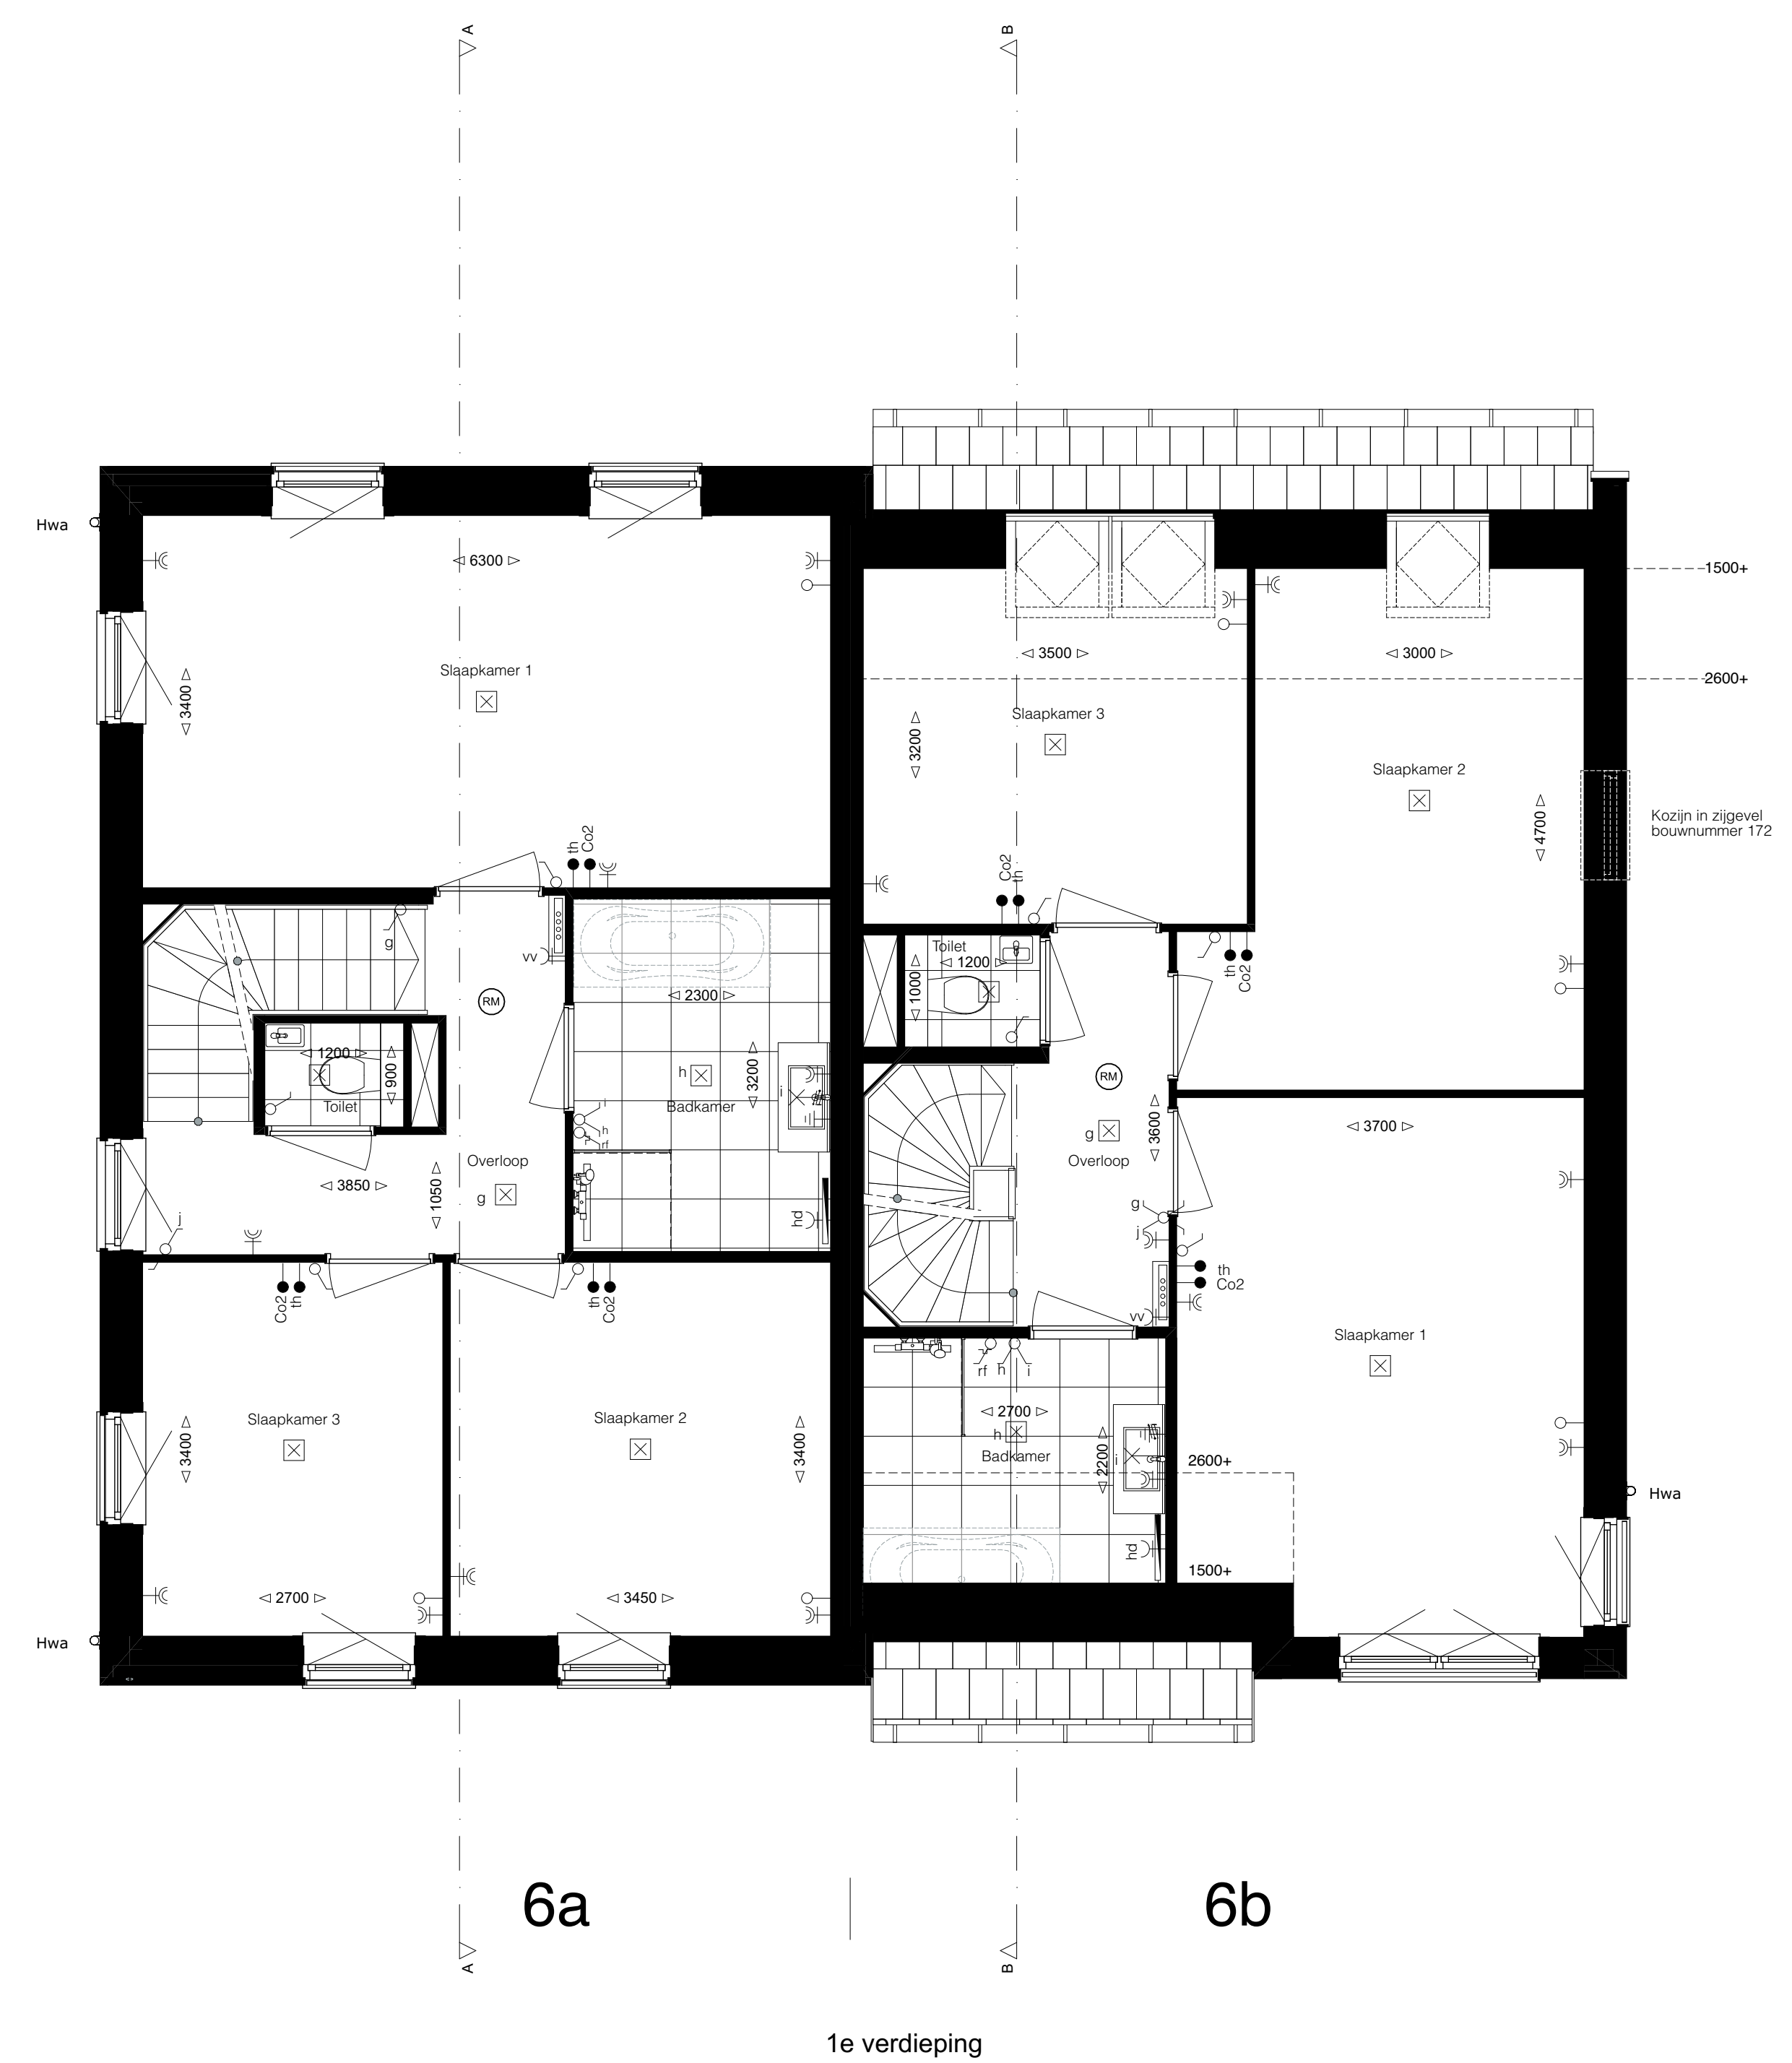 A
B
Hwa
6300
1500+
3500
3000
2600+
Slaapkamer 1
3400
Slaapkamer 3
3200
Slaapkamer 2
4700
Kozijn in zijgevel
bouwnummer 172
th
Co2
Co2
th
g
vv
Toilet
1200
1000
th
Co2
RM
2300
1200
900
Toilet
h
3200
i
Badkamer
i
h
rf
RM
g
3600
Overloop
3700
Overloop
3850
1050
g
j
hd
g
j
th
Co2
vv
Co2
th
th
Co2
Slaapkamer 1
rf
h
i
Slaapkamer 3
3400
Slaapkamer 2
3400
2700
h
Badkamer
2200
i
2600+
Hwa
hd
1500+
2700
3450
Hwa
6a
6b
A
B
1e verdieping